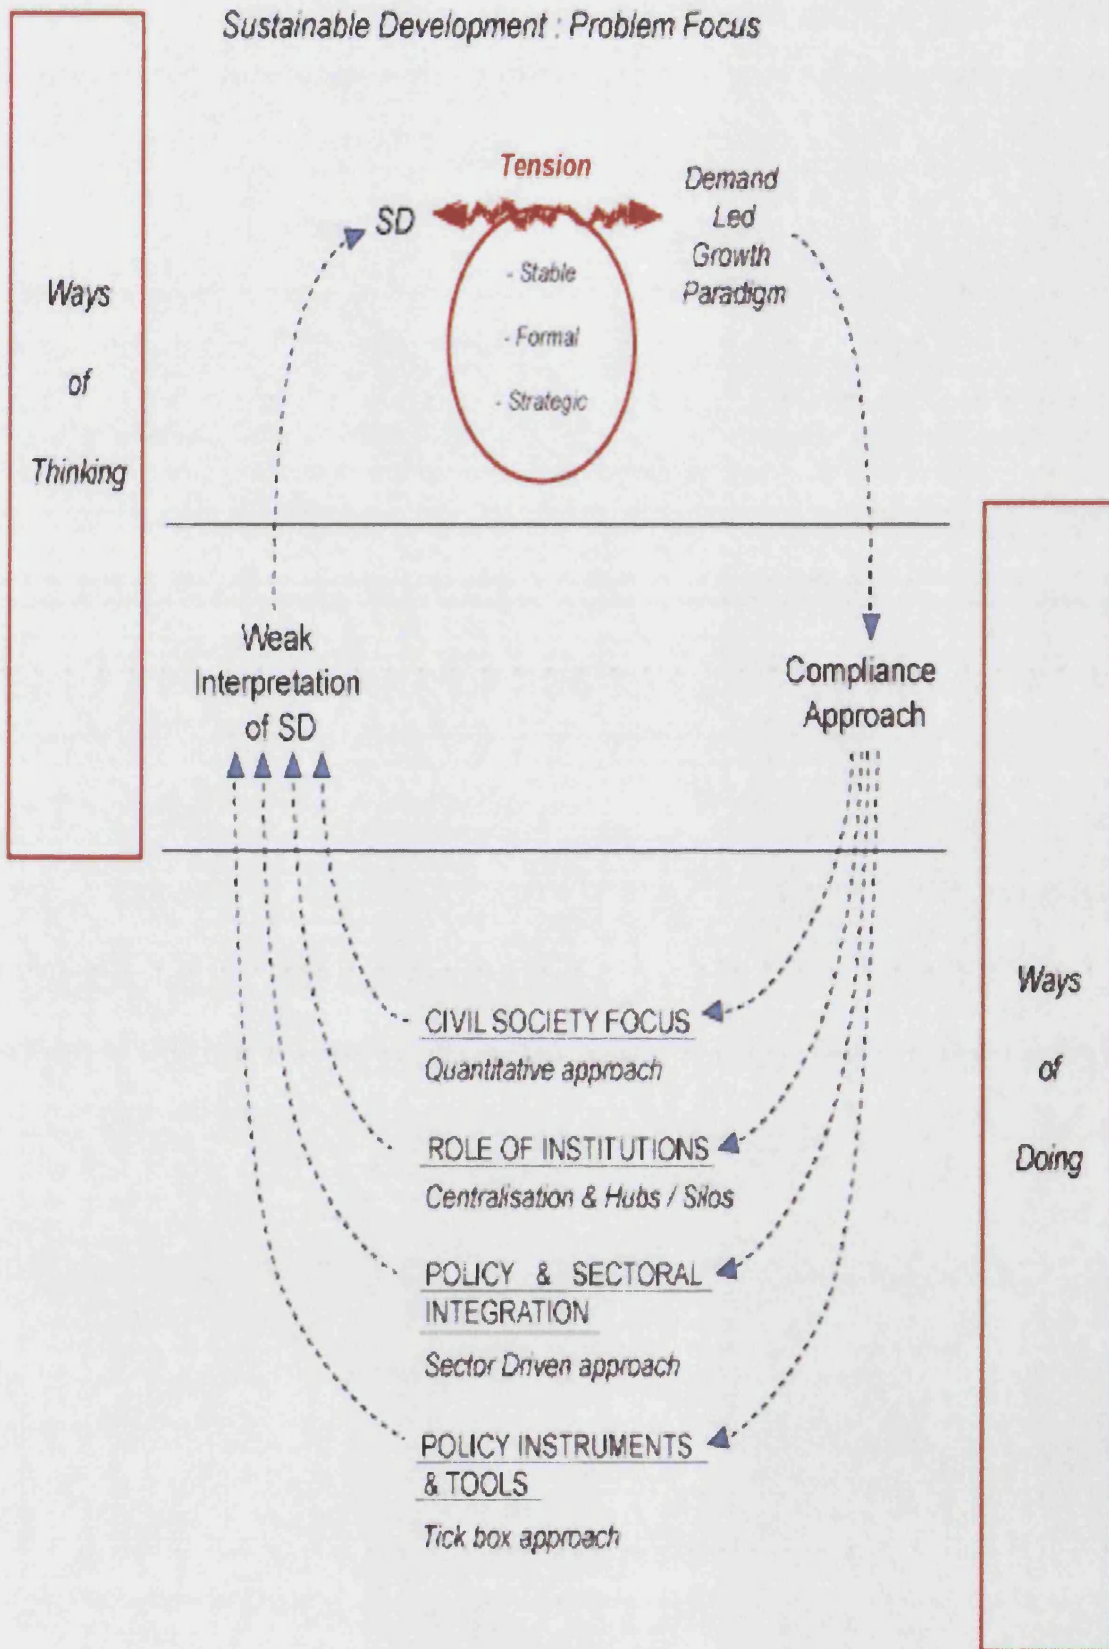 Sustainable Development : Problem Focus
Ways
of
Thinking
Tension
SD
Demand
Led
Growth
Paradigm
- Stable
- Formal
- Strategic
Weak
Interpretation
of SD
Compliance
Approach
CIVIL SOCIETY FOCUS
Quantitative approach
ROLE OF INSTITUTIONS
Centralisation & Hubs / Silos
POLICY & SECTORAL
INTEGRATION
Sector Driven approach
POLICY INSTRUMENTS
& TOOLS
Tick box approach
Ways
of
Doing